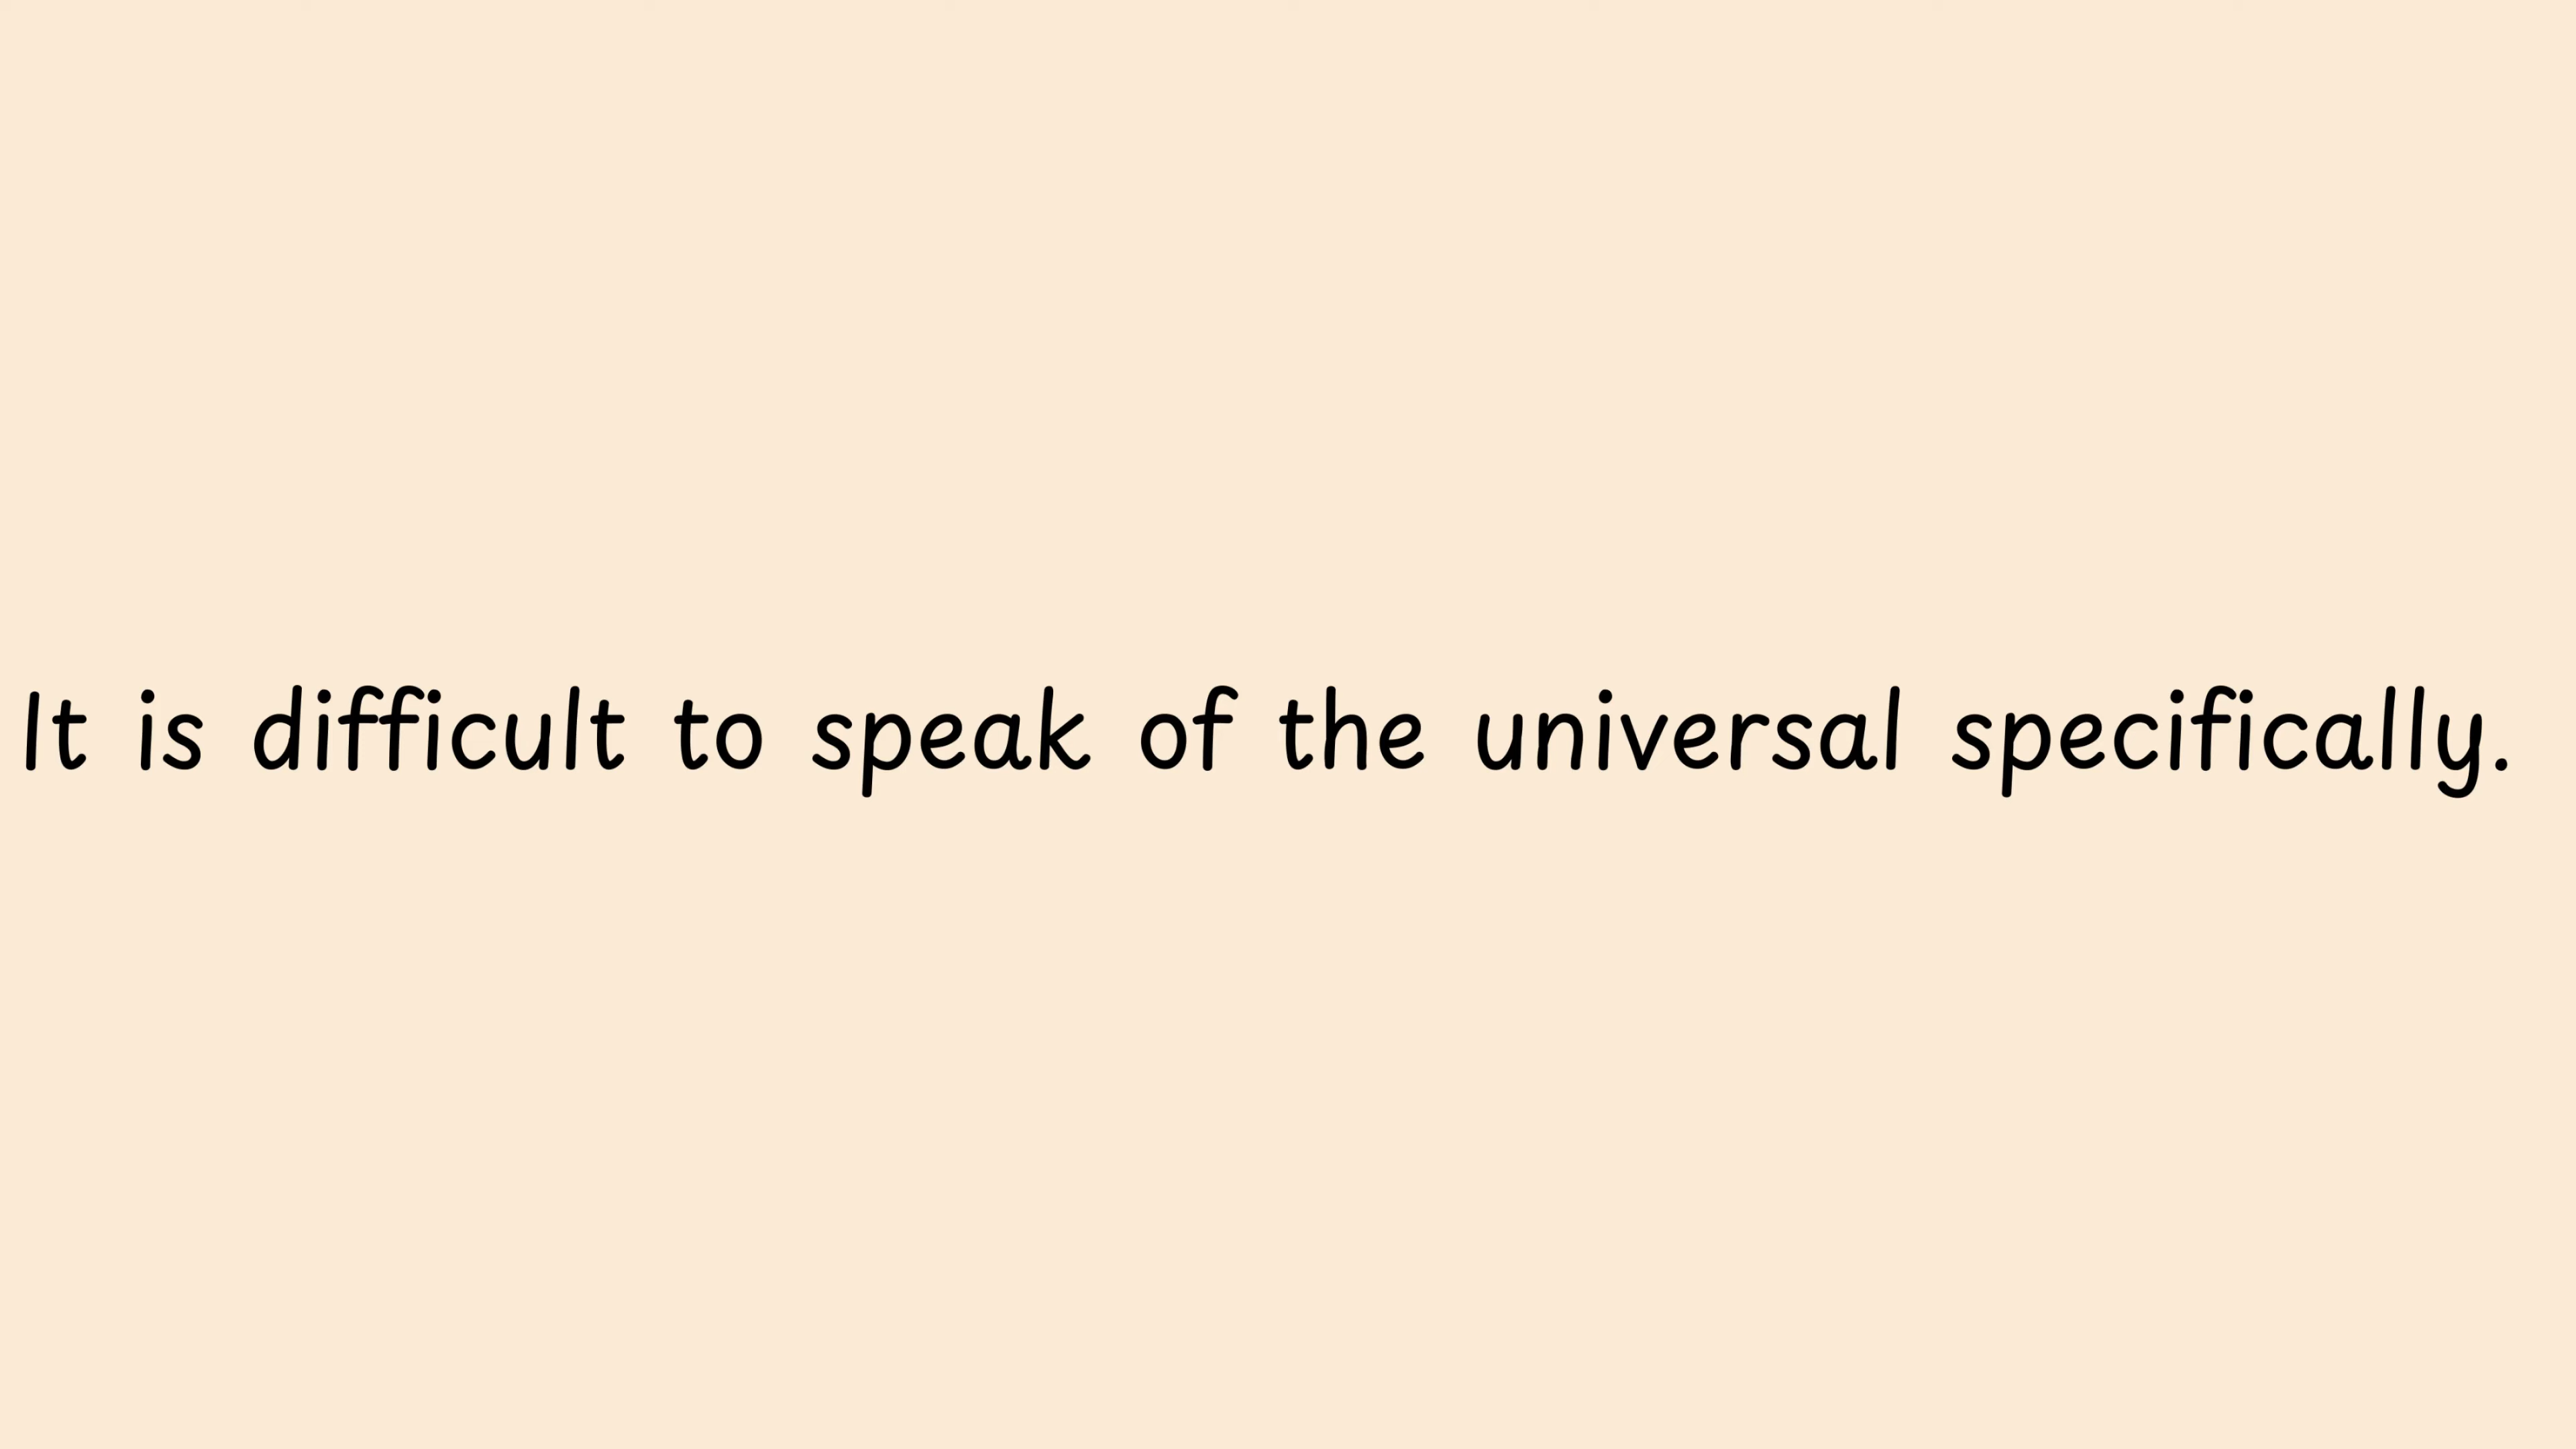 It is difficult to speak of the universal specifically.